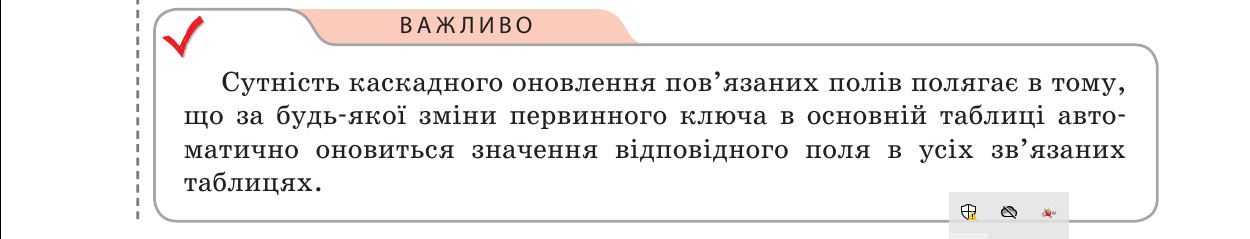 ВАЖЛИВО
Сутність каскадного оновлення пов’язаних полів полягає в тому,
що за будь-якої зміни первинного ключа в основній таблиці авто-
матично оновиться значення відповідного поля в усіх зв’язаних
таблицях.